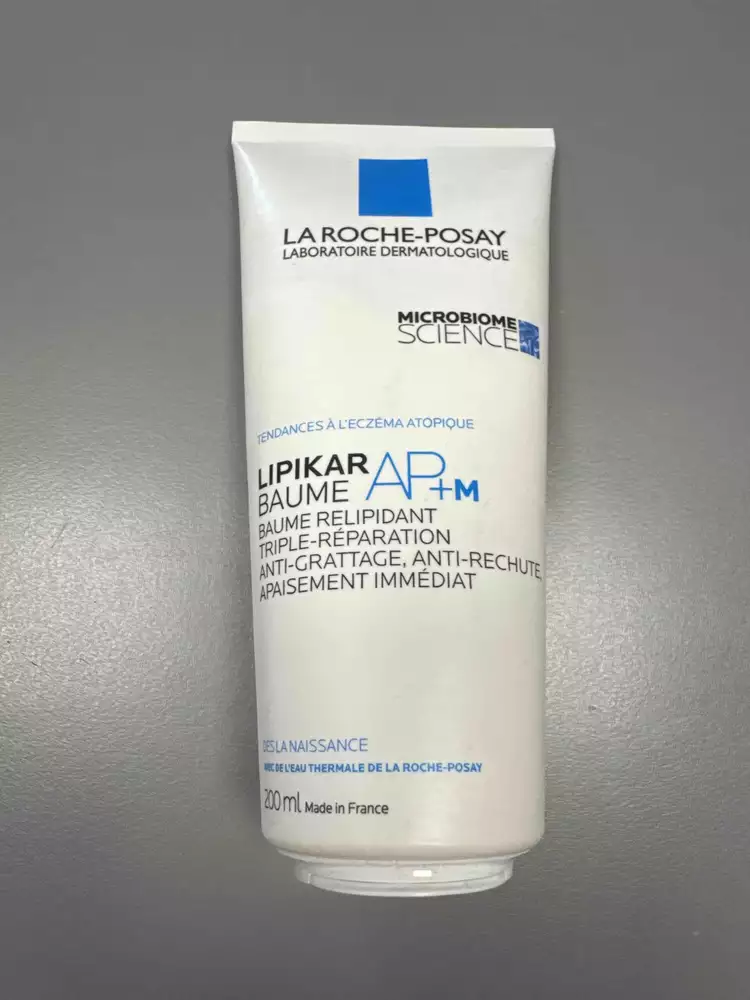 LA ROCHE-POSAY
LABORATOIRE DERMATOLOGIQUE
MICROBIOME
SCIENCE
TENDANCES À L'ECZÉMA ATOPIQUE
LIPIKAR
BAUME AP+M
BAUME RELIPIDANT
TRIPLE-RÉPARATION
ANTI-GRATTAGE, ANTI-RECHUTE,
APAISEMENT IMMÉDIAT
DÈS LA NAISSANCE
AVEC DE L'EAU THERMALE DE LA ROCHE-POSAY
200 ml Made in France